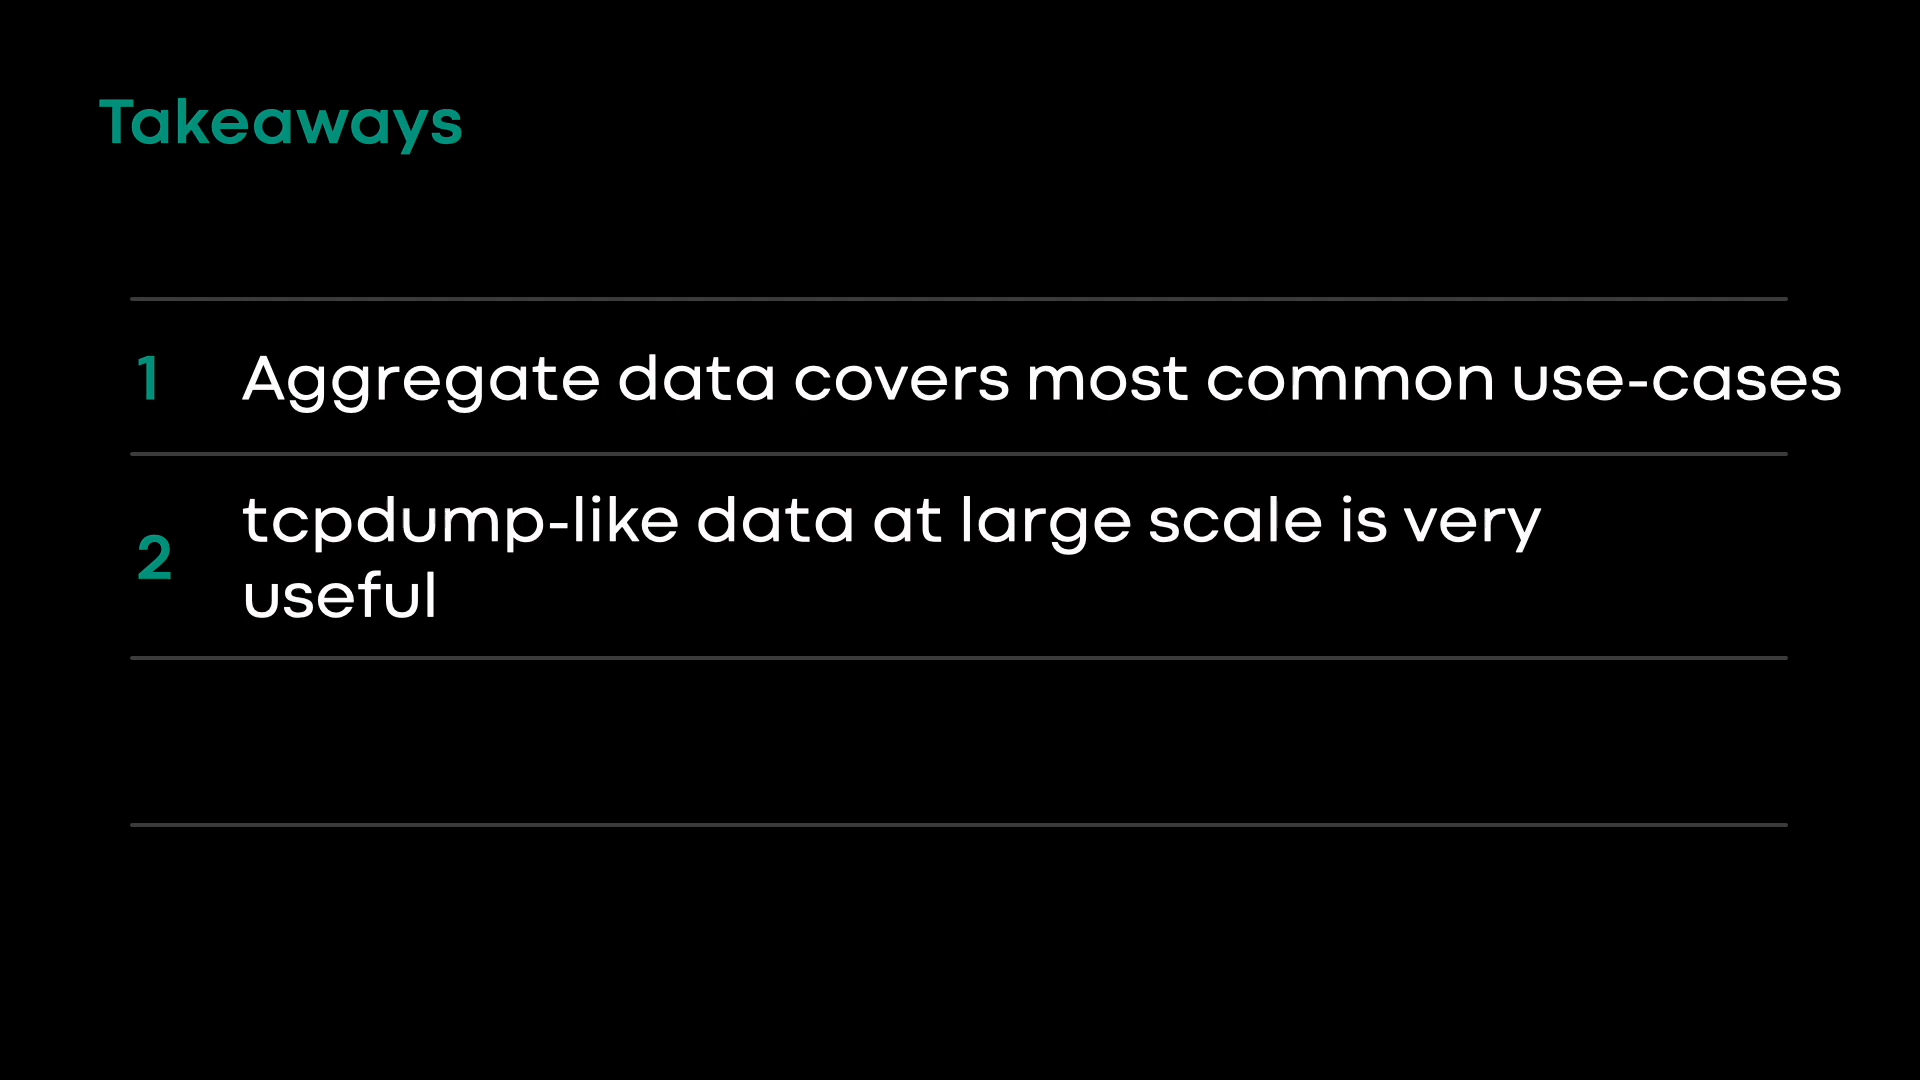 Takeaways
1 Aggregate data covers most common use-cases
2 tcpdump-like data at large scale is very
useful